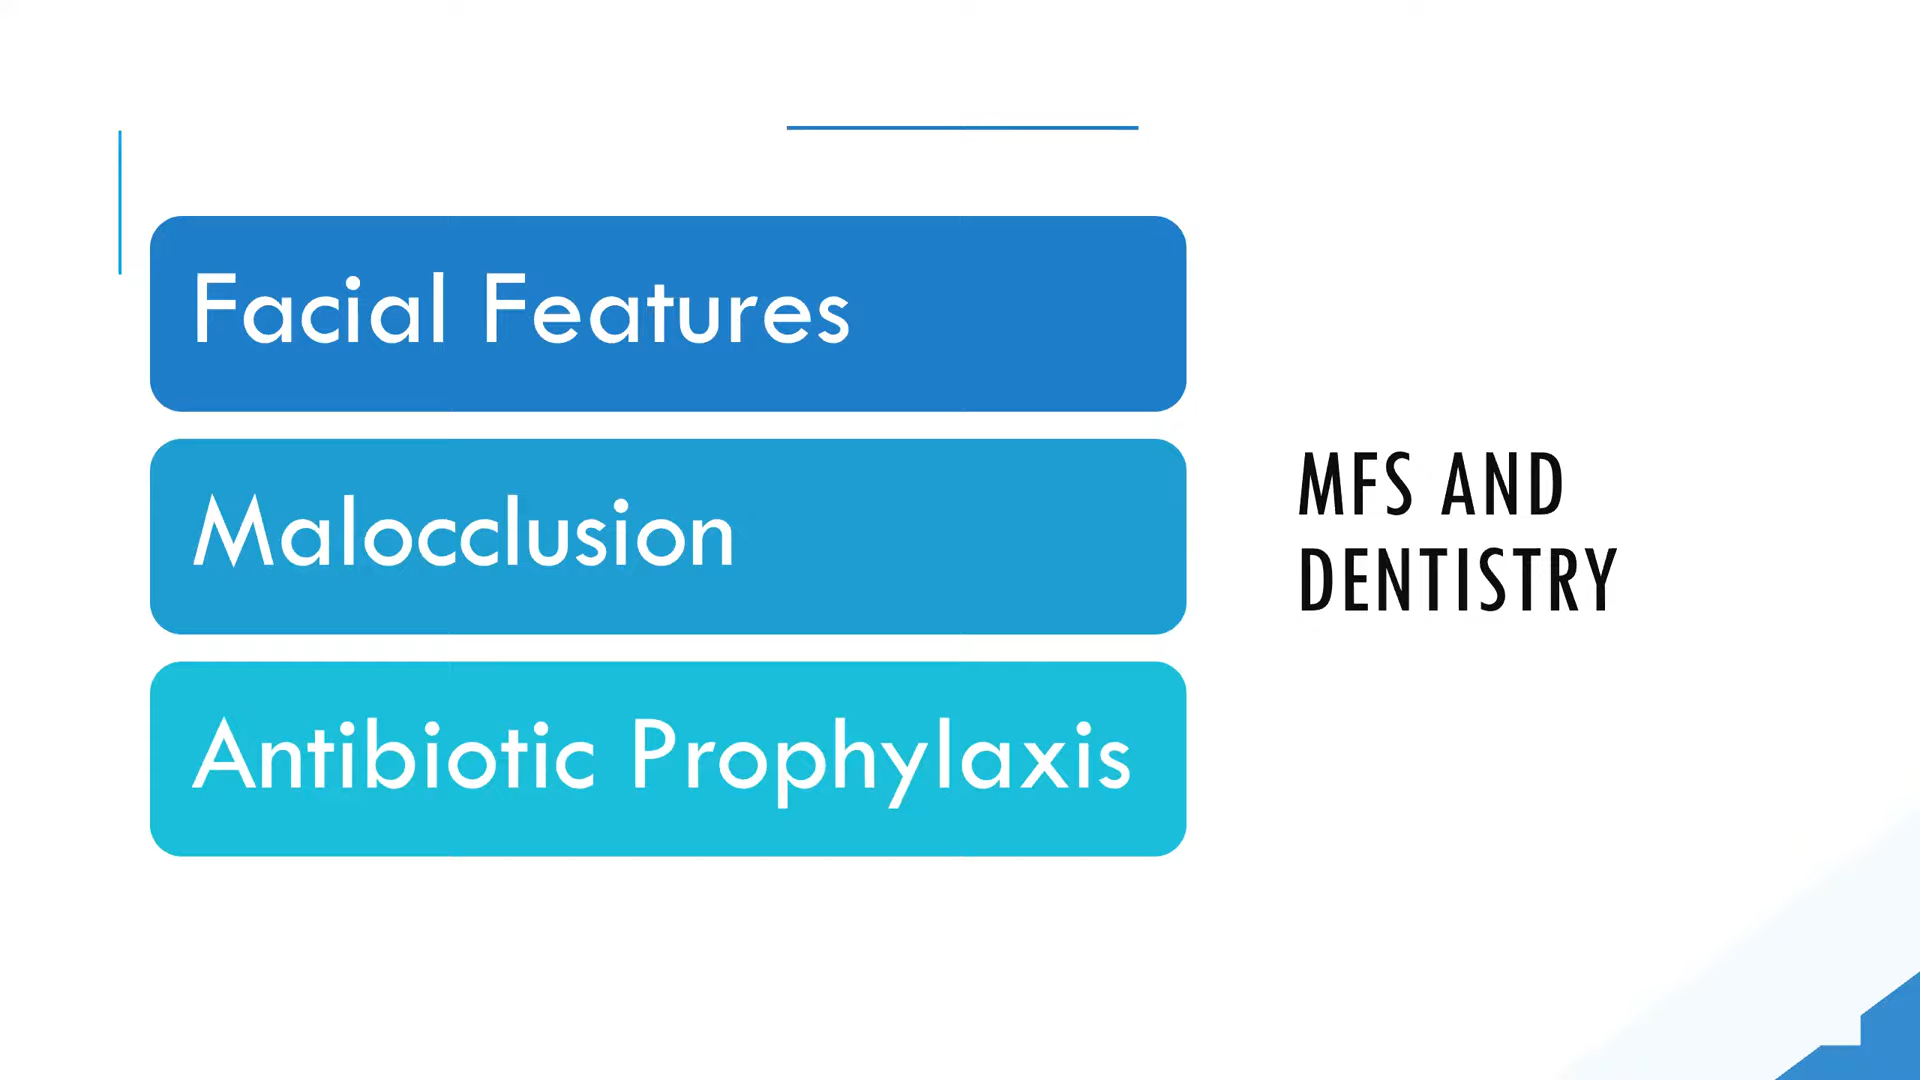 Facial Features
Malocclusion
Antibiotic Prophylaxis
MFS AND
DENTISTRY